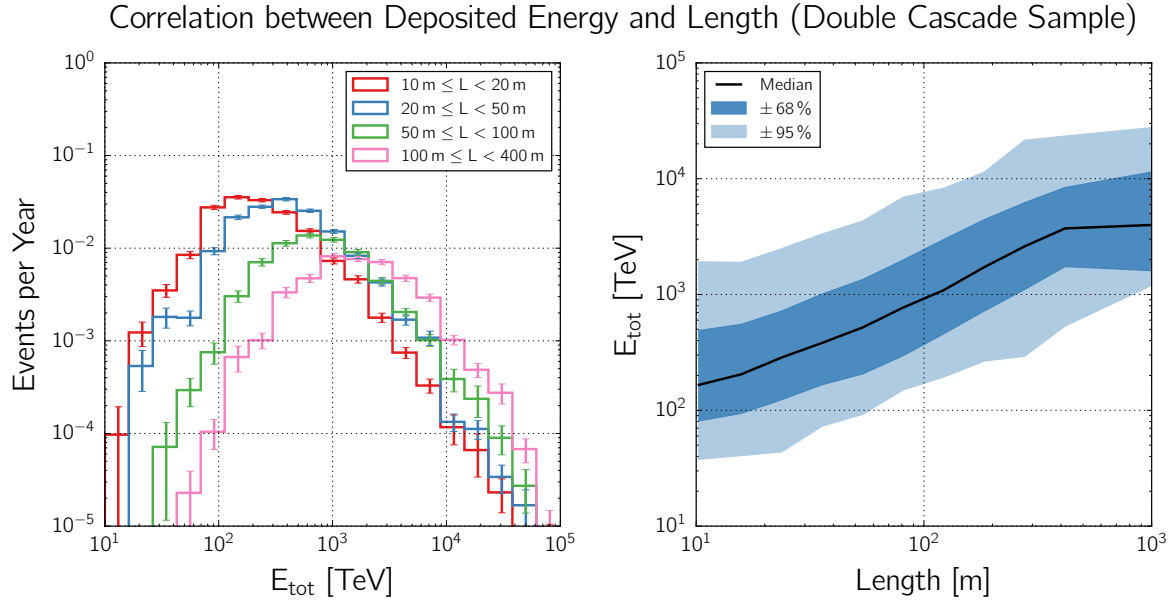 Correlation between Deposited Energy and Length (Double Cascade Sample)
10⁰
10⁻¹
10⁻²
10⁻³
10⁻⁴
10⁻⁵
Events per Year
10 m ≤ L < 20 m
20 m ≤ L < 50 m
50 m ≤ L < 100 m
100 m ≤ L < 400 m
10¹ 10² 10³ 10⁴ 10⁵
E_tot [TeV]
10⁵
10⁴
10³
10²
10¹
E_tot [TeV]
Median
± 68 %
± 95 %
10¹ 10² 10³
Length [m]